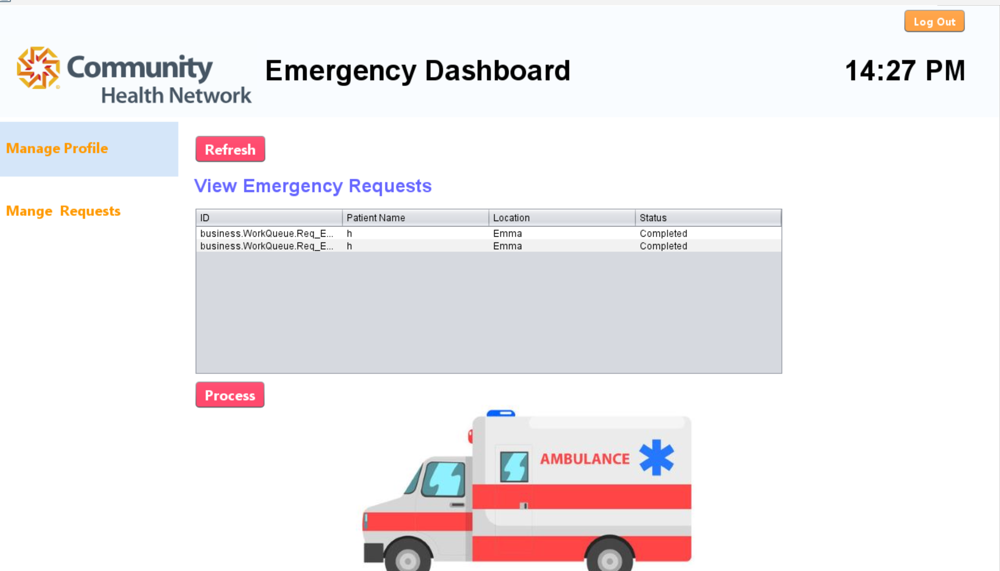 Log Out
Community
Health Network
Emergency Dashboard
14:27 PM
Manage Profile
Mange Requests
Refresh
View Emergency Requests
ID Patient Name Location Status
business.WorkQueue.Req_E... h Emma Completed
business.WorkQueue.Req_E... h Emma Completed
Process
AMBULANCE